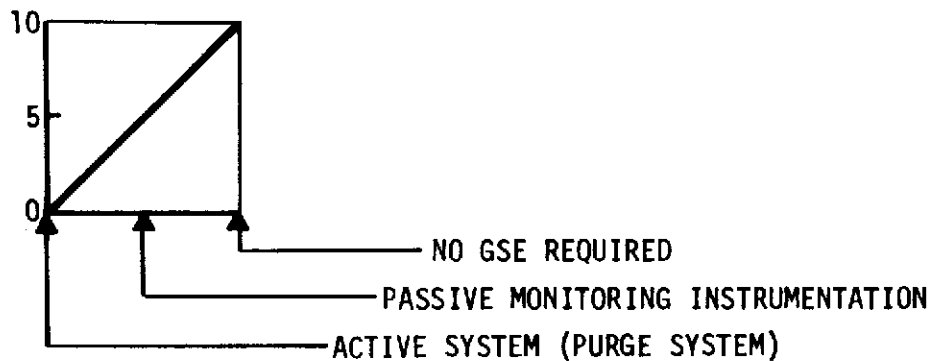 10
5
0
NO GSE REQUIRED
PASSIVE MONITORING INSTRUMENTATION
ACTIVE SYSTEM (PURGE SYSTEM)